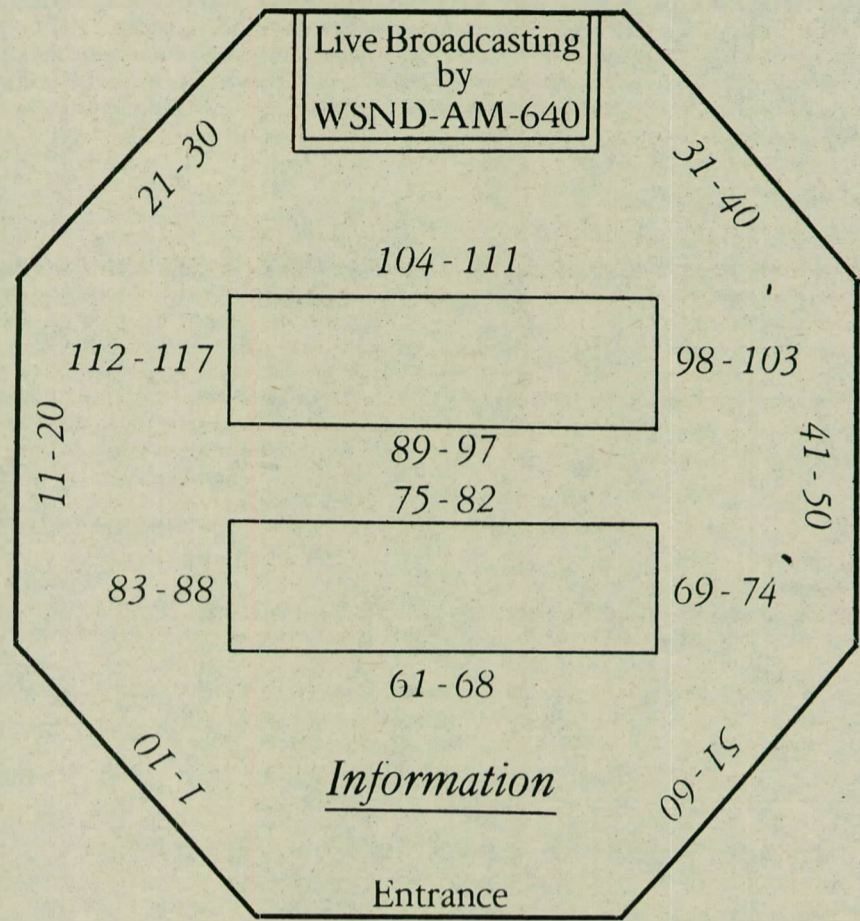 Live Broadcasting
by
WSND-AM-640
21 - 30
31 - 40
104 - 111
112 - 117
98 - 103
11 - 20
89 - 97
41 - 50
75 - 82
83 - 88
69 - 74
61 - 68
1 - 10
Information
51 - 60
Entrance